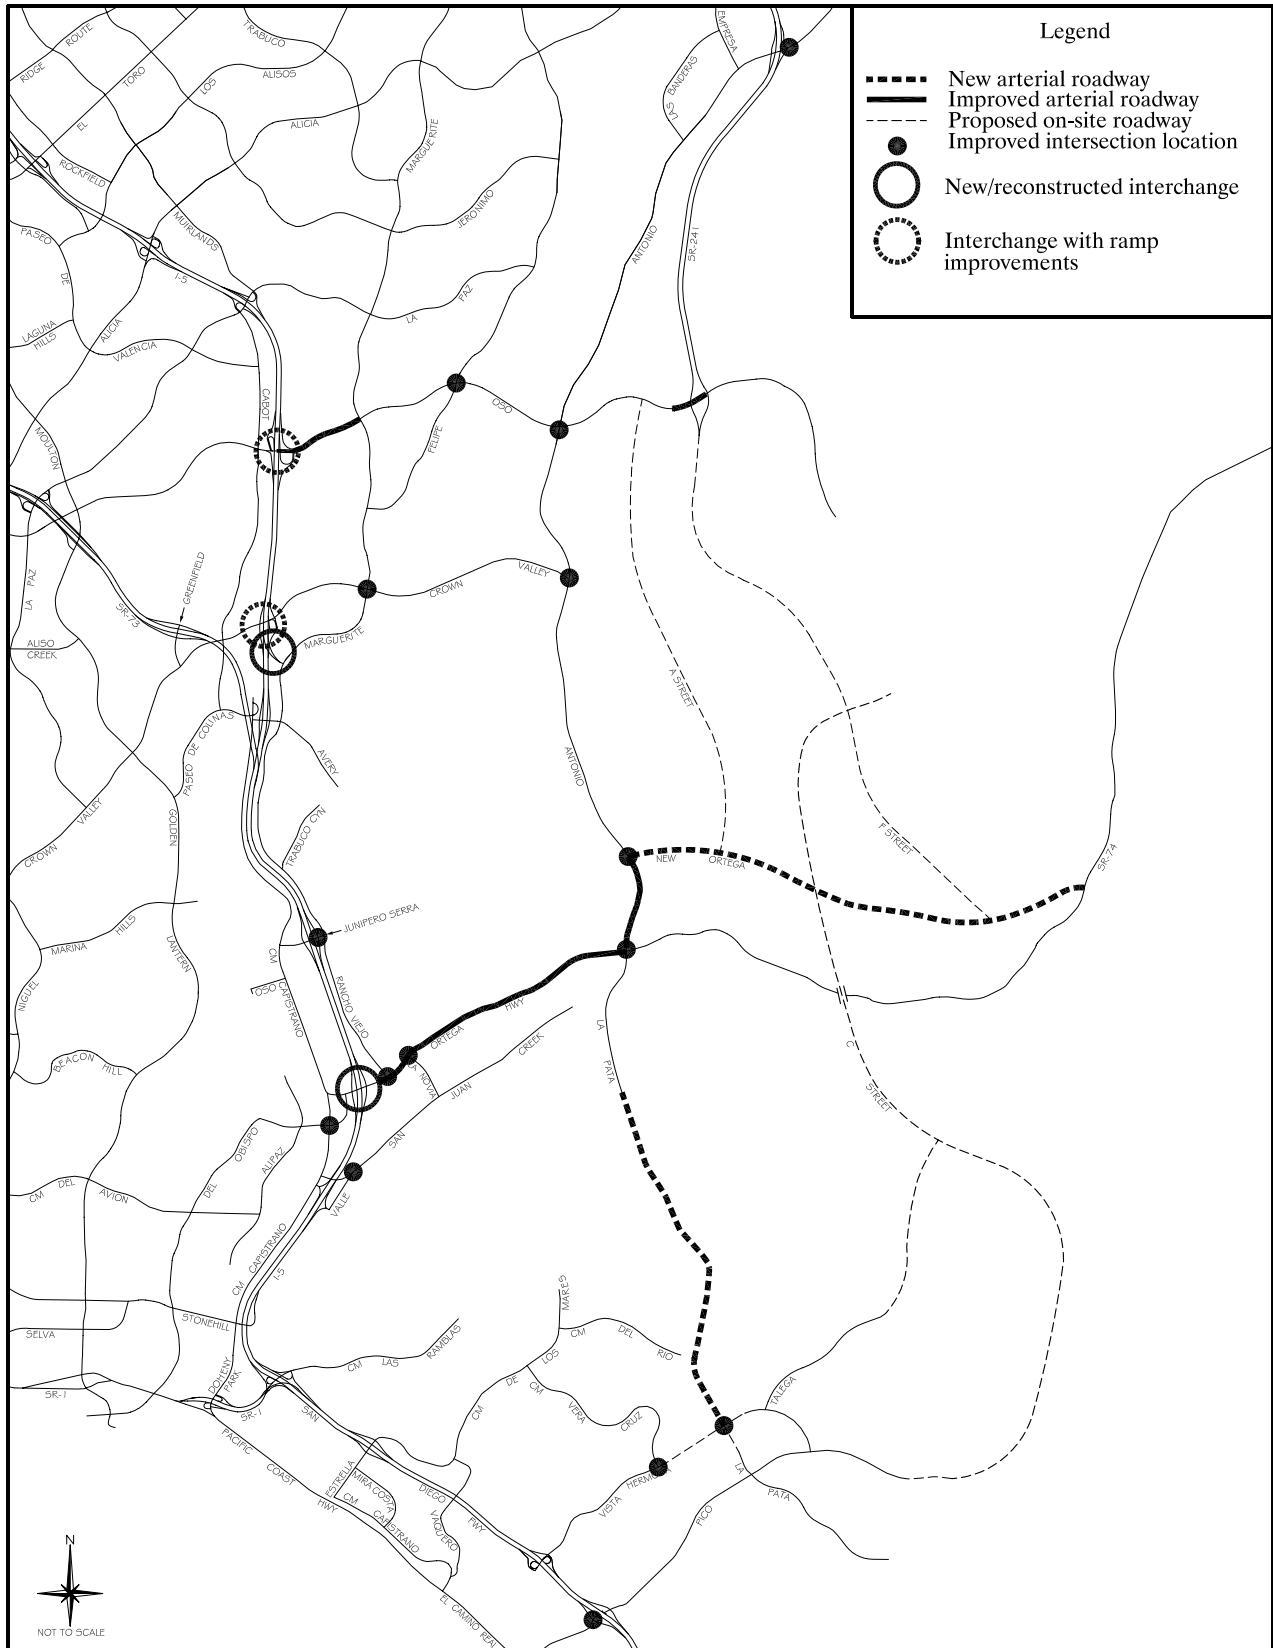 Legend
New arterial roadway
Improved arterial roadway
Proposed on-site roadway
Improved intersection location
New/reconstructed interchange
Interchange with ramp
improvements
RIDGE
ROUTE
TRABUCO
EMPRESA
EL
TORO
LOS
ALISOS
LAS BANDERAS
ALICIA
MARGUERITE
ROCKFIELD
MUIRLANDS
JERONIMO
ANTONIO
SR-241
PASEO
DE
I-5
LAGUNA
HILLS
ALICIA
VALENCIA
LA
PAZ
CABOT
OSO
FELIPE
MOULTON
LA PAZ
SR-73
GREENFIELD
CROWN
VALLEY
ALISO
CREEK
MARGUERITE
A STREET
PASEO DE COLINAS
AVERY
ANTONIO
CROWN
VALLEY
GOLDEN
TRABUCO CYN
F STREET
NEW
ORTEGA
SR-74
MARINA
HILLS
LANTERN
JUNIPERO SERRA
CM
CAPISTRANO
OSO
RANCHO VIEJO
NIGUEL
ORTEGA
HWY
LA
PATA
C
STREET
BEACON
HILL
LA NOVIA
JUAN
CREEK
SAN
OBISPO
DEL
ALIPAZ
VALLE
CM
DEL
AVION
CM
CAPISTRANO
I-5
STONEHILL
SELVA
MARES
LOS
DE
CM
CM
DEL
RIO
CM
LAS
RAMBLAS
SR-1
DOHENY
PARK
SR-1
CM
VERA
CRUZ
TALEGA
SAN
DIEGO
FWY
PACIFIC
COAST
HWY
ESTRELLA
MIRA COSTA
CM
CAPISTRANO
VAQUERO
VISTA
LA
PATA
PICO
EL CAMINO REAL
N
NOT TO SCALE